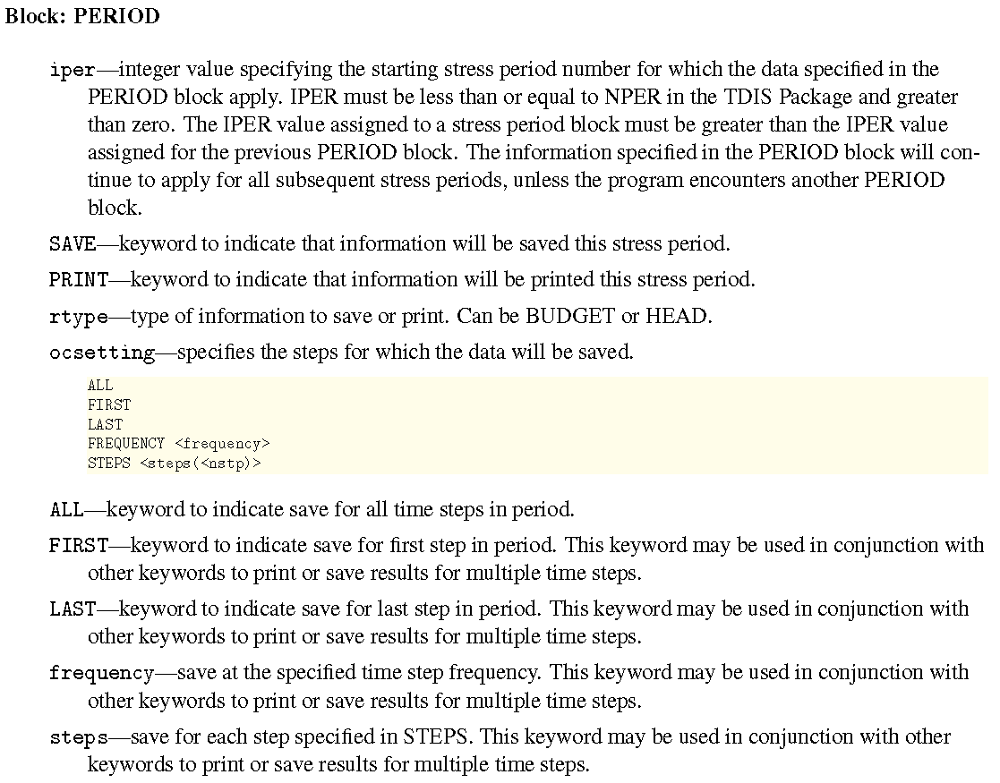 Block: PERIOD
iper—integer value specifying the starting stress period number for which the data specified in the
PERIOD block apply. IPER must be less than or equal to NPER in the TDIS Package and greater
than zero. The IPER value assigned to a stress period block must be greater than the IPER value
assigned for the previous PERIOD block. The information specified in the PERIOD block will con-
tinue to apply for all subsequent stress periods, unless the program encounters another PERIOD
block.
SAVE—keyword to indicate that information will be saved this stress period.
PRINT—keyword to indicate that information will be printed this stress period.
rtype—type of information to save or print. Can be BUDGET or HEAD.
ocsetting—specifies the steps for which the data will be saved.
ALL
FIRST
LAST
FREQUENCY <frequency>
STEPS <steps(<nstp)>
ALL—keyword to indicate save for all time steps in period.
FIRST—keyword to indicate save for first step in period. This keyword may be used in conjunction with
other keywords to print or save results for multiple time steps.
LAST—keyword to indicate save for last step in period. This keyword may be used in conjunction with
other keywords to print or save results for multiple time steps.
frequency—save at the specified time step frequency. This keyword may be used in conjunction with
other keywords to print or save results for multiple time steps.
steps—save for each step specified in STEPS. This keyword may be used in conjunction with other
keywords to print or save results for multiple time steps.